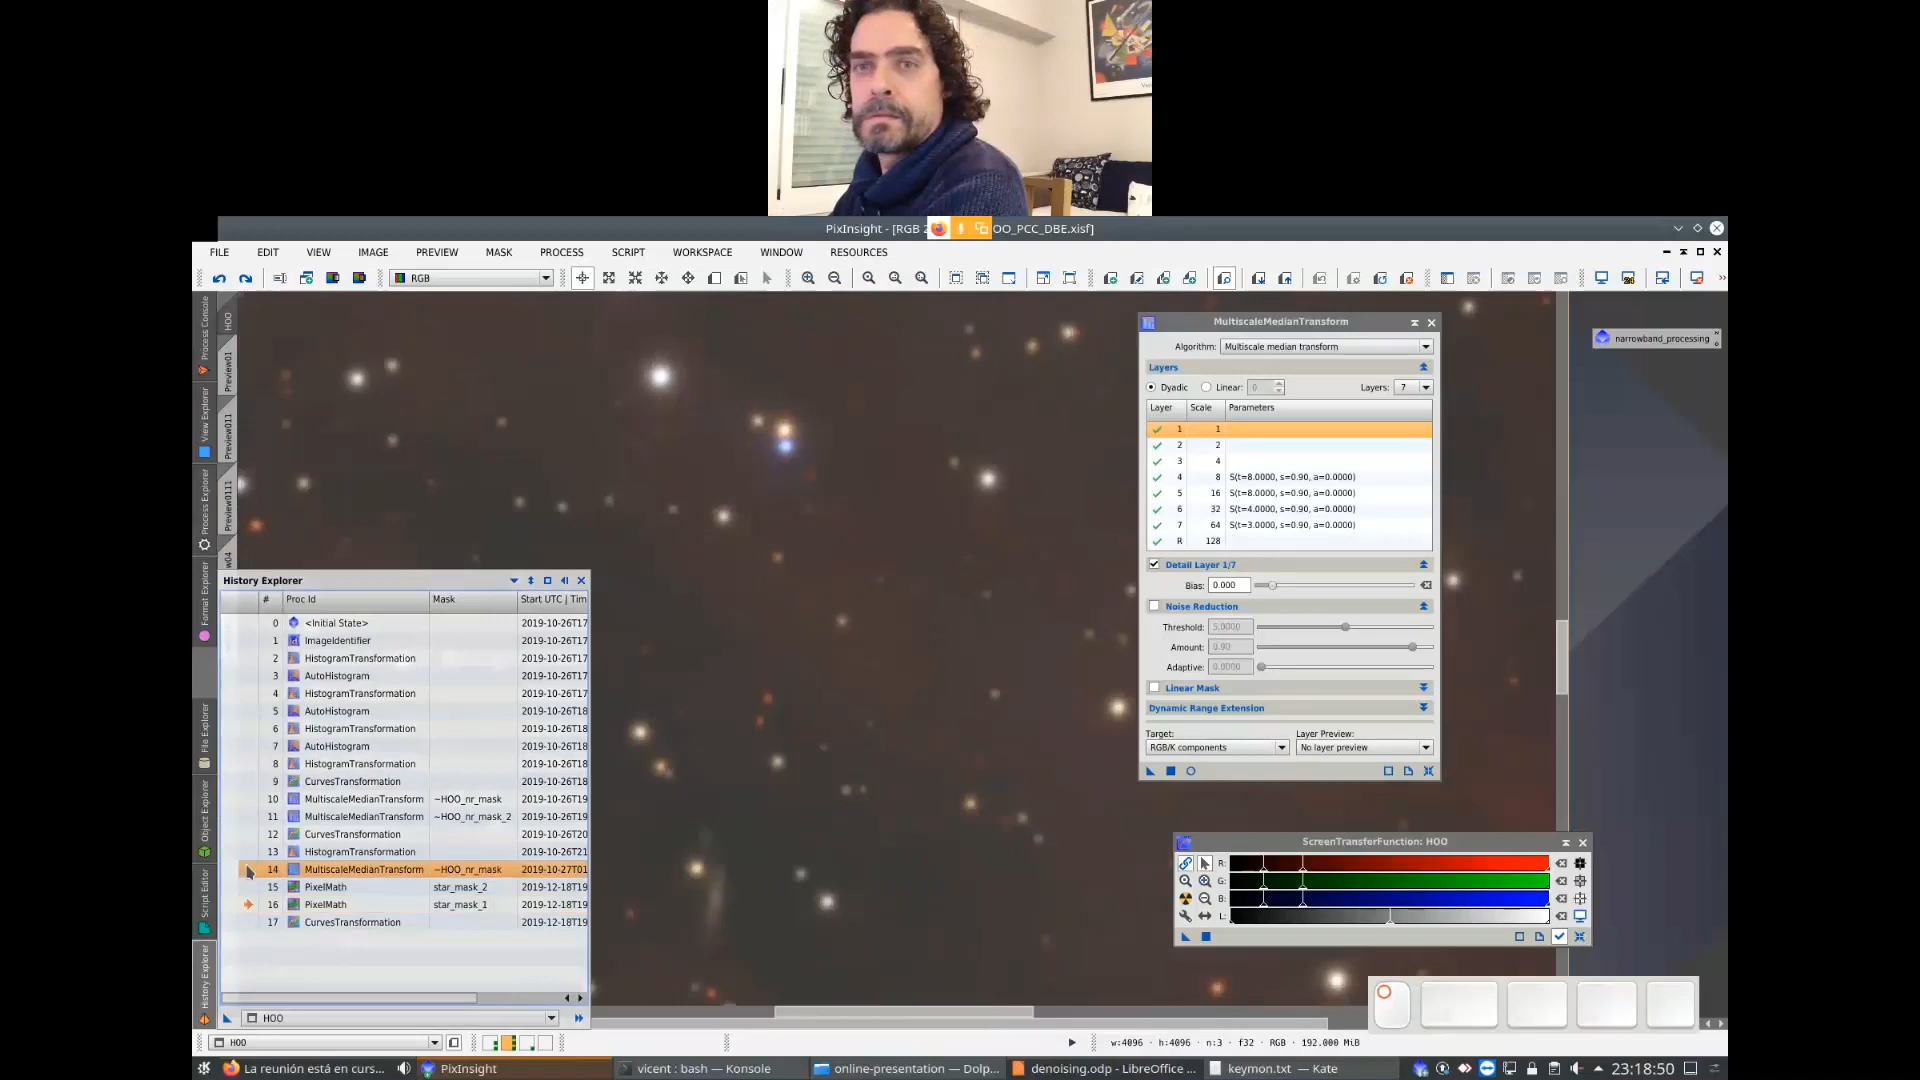 PixInsight - [RGB 2 OO_PCC_DBE.xisf]
FILE EDIT VIEW IMAGE PREVIEW MASK PROCESS SCRIPT WORKSPACE WINDOW RESOURCES
RGB
Process Console
View Explorer
Process Explorer
Format Explorer
File Explorer
Object Explorer
Script Editor
History Explorer
HOO
Preview01
Preview011
Preview0111
w04
narrowband_processing
N
MultiscaleMedianTransform
Algorithm: Multiscale median transform
Layers
Dyadic Linear: 0 Layers: 7
Layer Scale Parameters
1 1
2 2
3 4
4 8 S(t=8.0000, s=0.90, a=0.0000)
5 16 S(t=8.0000, s=0.90, a=0.0000)
6 32 S(t=4.0000, s=0.90, a=0.0000)
7 64 S(t=3.0000, s=0.90, a=0.0000)
R 128
Detail Layer 1/7
Bias: 0.000
Noise Reduction
Threshold: 5.0000
Amount: 0.90
Adaptive: 0.0000
Linear Mask
Dynamic Range Extension
Target: Layer Preview:
RGB/K components No layer preview
History Explorer
# Proc Id Mask Start UTC | Tim
0 <Initial State> 2019-10-26T17
1 ImageIdentifier 2019-10-26T17
2 HistogramTransformation 2019-10-26T17
3 AutoHistogram 2019-10-26T17
4 HistogramTransformation 2019-10-26T17
5 AutoHistogram 2019-10-26T18
6 HistogramTransformation 2019-10-26T18
7 AutoHistogram 2019-10-26T18
8 HistogramTransformation 2019-10-26T18
9 CurvesTransformation 2019-10-26T18
10 MultiscaleMedianTransform ~HOO_nr_mask 2019-10-26T19
11 MultiscaleMedianTransform ~HOO_nr_mask_2 2019-10-26T19
12 CurvesTransformation 2019-10-26T20
13 HistogramTransformation 2019-10-26T21
14 MultiscaleMedianTransform ~HOO_nr_mask 2019-10-27T01
15 PixelMath star_mask_2 2019-12-18T19
16 PixelMath star_mask_1 2019-12-18T19
17 CurvesTransformation 2019-12-18T19
HOO
ScreenTransferFunction: HOO
R:
G:
B:
L:
HOO
w:4096 · h:4096 · n:3 · f32 · RGB · 192.000 MiB
La reunión está en curs...
PixInsight
vicent : bash — Konsole
online-presentation — Dolp...
denoising.odp - LibreOffice ...
keymon.txt — Kate
23:18:50